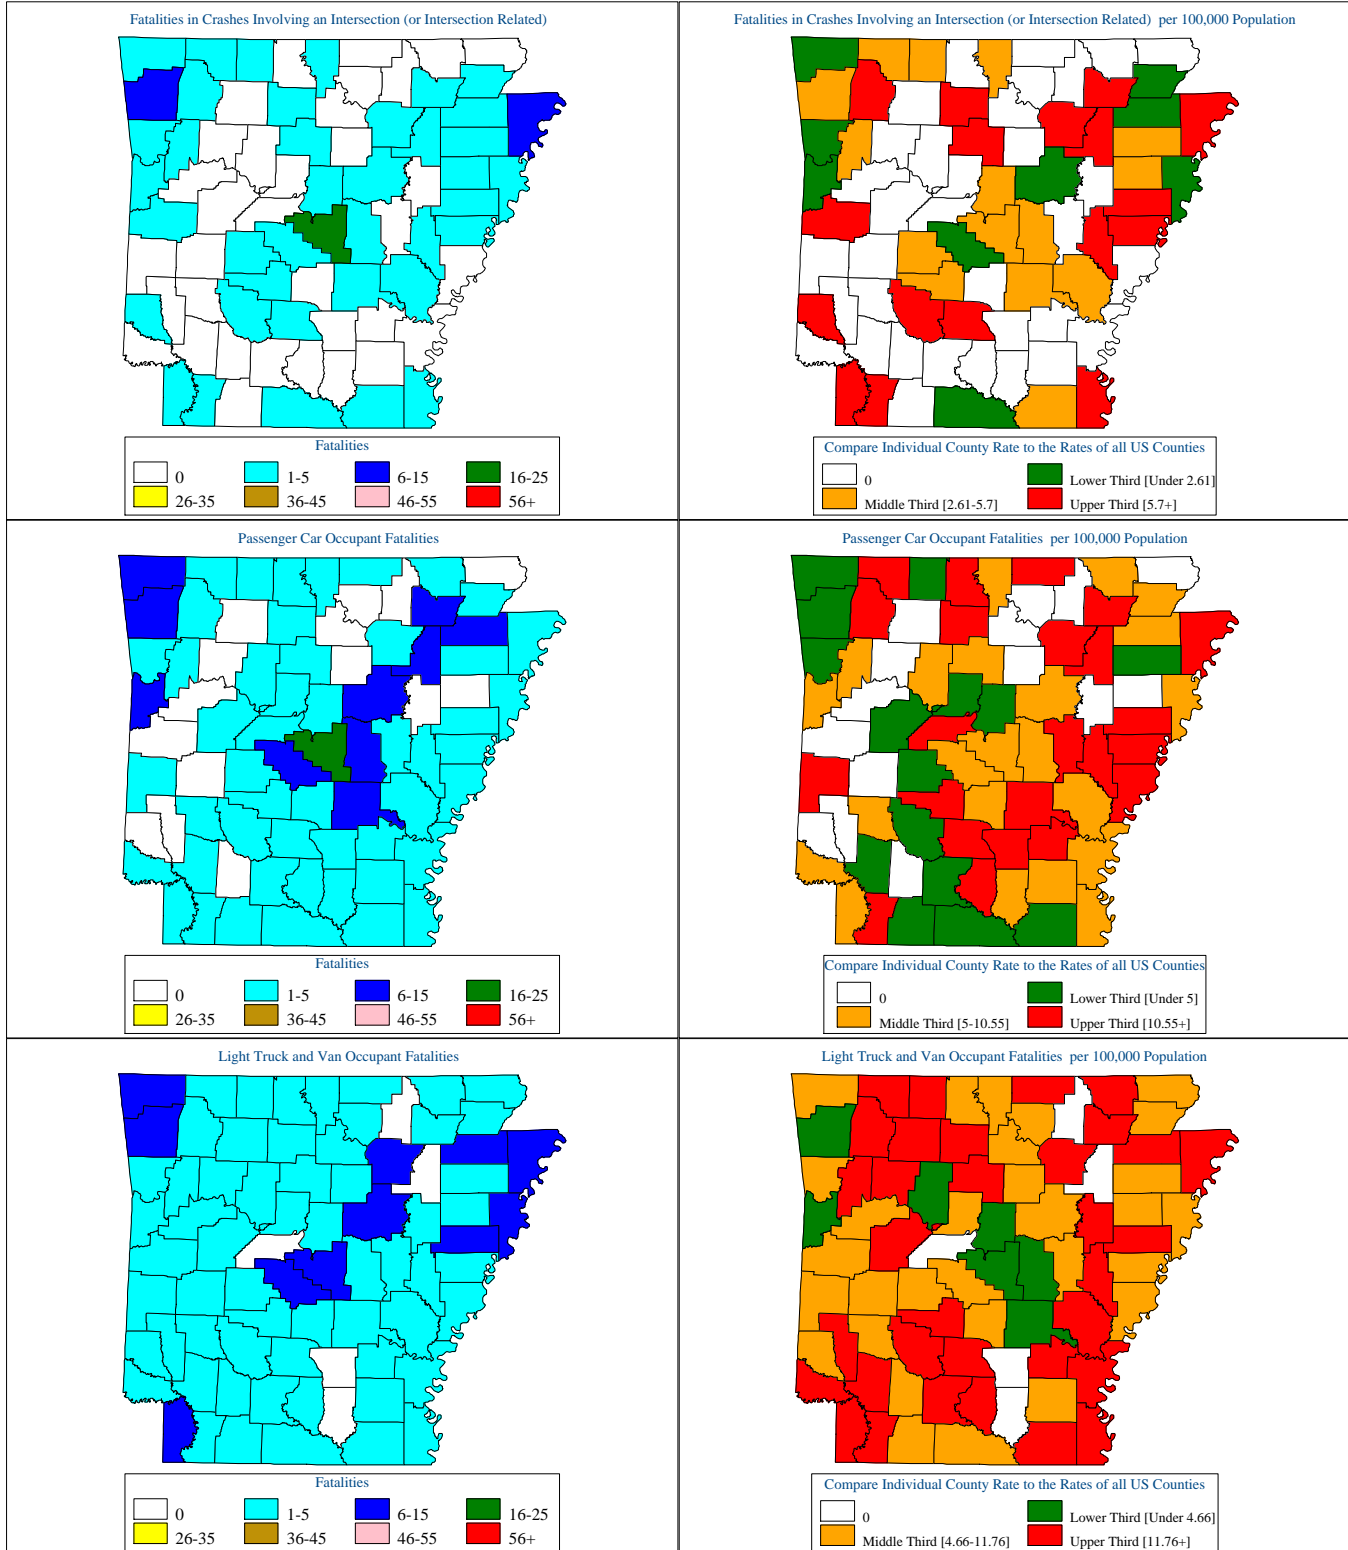 Fatalities in Crashes Involving an Intersection (or Intersection Related)
Fatalities
0
1-5
6-15
16-25
26-35
36-45
46-55
56+
Fatalities in Crashes Involving an Intersection (or Intersection Related) per 100,000 Population
Compare Individual County Rate to the Rates of all US Counties
0
Lower Third [Under 2.61]
Middle Third [2.61-5.7]
Upper Third [5.7+]
Passenger Car Occupant Fatalities
Fatalities
0
1-5
6-15
16-25
26-35
36-45
46-55
56+
Passenger Car Occupant Fatalities per 100,000 Population
Compare Individual County Rate to the Rates of all US Counties
0
Lower Third [Under 5]
Middle Third [5-10.55]
Upper Third [10.55+]
Light Truck and Van Occupant Fatalities
Fatalities
0
1-5
6-15
16-25
26-35
36-45
46-55
56+
Light Truck and Van Occupant Fatalities per 100,000 Population
Compare Individual County Rate to the Rates of all US Counties
0
Lower Third [Under 4.66]
Middle Third [4.66-11.76]
Upper Third [11.76+]